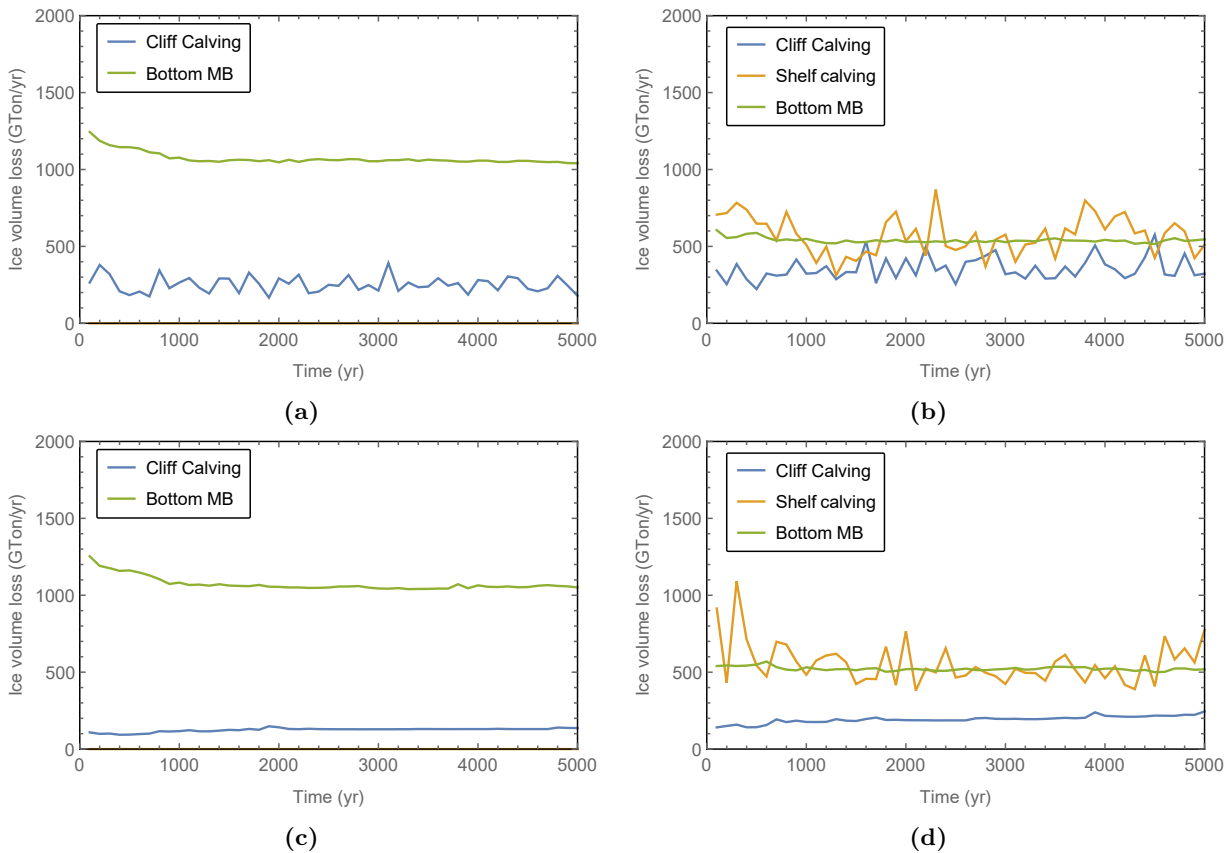 2000
1500
1000
500
0
Ice volume loss (GTon/yr)
Cliff Calving
Bottom MB
0 1000 2000 3000 4000 5000
Time (yr)
(a)
2000
1500
1000
500
0
Ice volume loss (GTon/yr)
Cliff Calving
Shelf calving
Bottom MB
0 1000 2000 3000 4000 5000
Time (yr)
(b)
2000
1500
1000
500
0
Ice volume loss (GTon/yr)
Cliff Calving
Bottom MB
0 1000 2000 3000 4000 5000
Time (yr)
(c)
2000
1500
1000
500
0
Ice volume loss (GTon/yr)
Cliff Calving
Shelf calving
Bottom MB
0 1000 2000 3000 4000 5000
Time (yr)
(d)